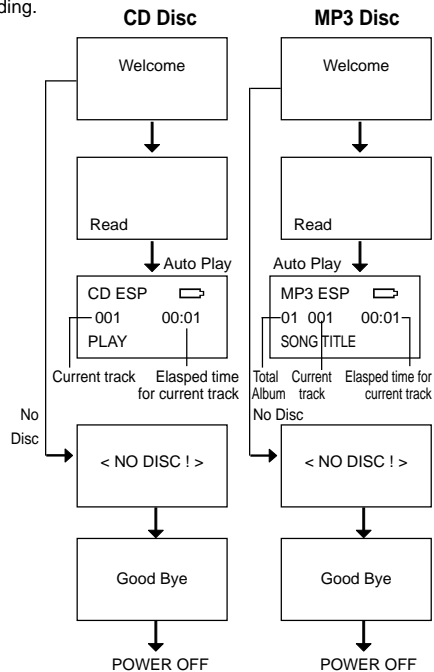 ding.
CD Disc
Welcome
Read
Auto Play
CD ESP
001 00:01
PLAY
Current track
Elasped time
for current track
No
Disc
< NO DISC ! >
Good Bye
POWER OFF
MP3 Disc
Welcome
Read
Auto Play
MP3 ESP
01 001 00:01
SONG TITLE
Total
Album
Current
track
Elasped time for
current track
No Disc
< NO DISC ! >
Good Bye
POWER OFF